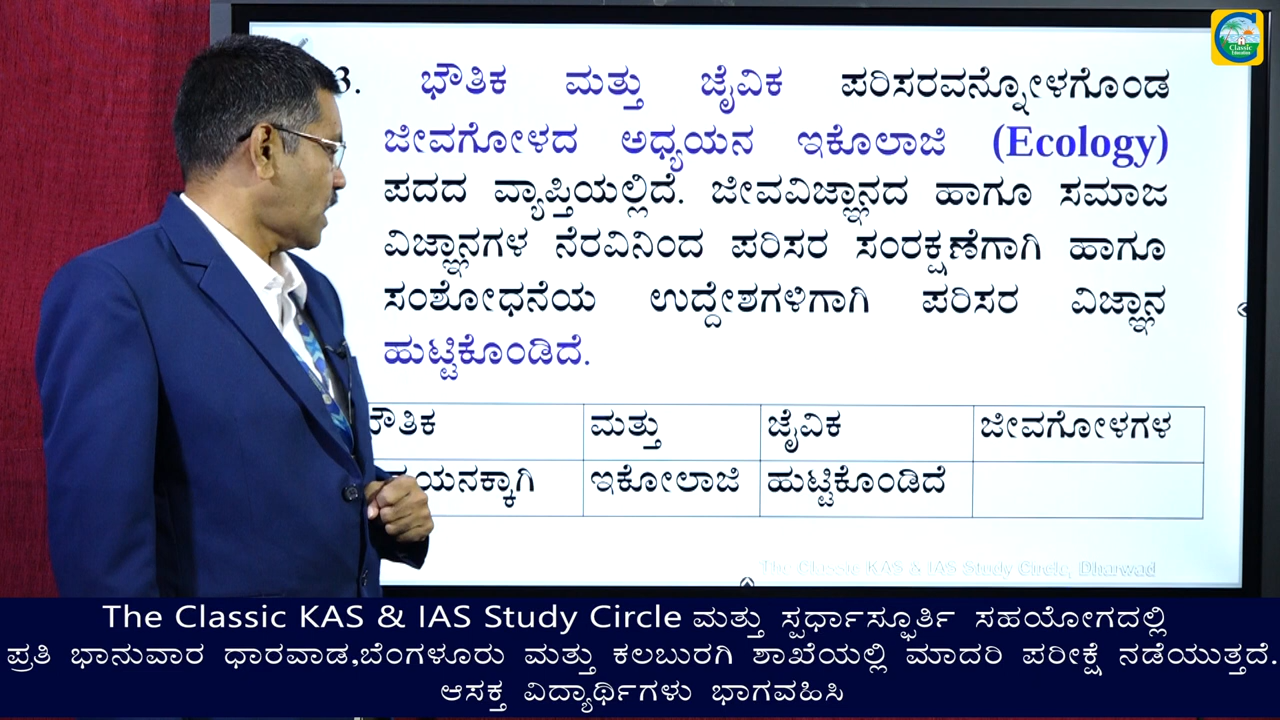 3. ಭೌತಿಕ ಮತ್ತು ಜೈವಿಕ ಪರಿಸರವನ್ನೋಳಗೊಂಡ
ಜೀವಗೋಳದ ಅಧ್ಯಯನ ಇಕೊಲಾಜಿ (Ecology)
ಪದದ ವ್ಯಾಪ್ತಿಯಲ್ಲಿದೆ. ಜೀವವಿಜ್ಞಾನದ ಹಾಗೂ ಸಮಾಜ
ವಿಜ್ಞಾನಗಳ ನೆರವಿನಿಂದ ಪರಿಸರ ಸಂರಕ್ಷಣೆಗಾಗಿ ಹಾಗೂ
ಸಂಶೋಧನೆಯ ಉದ್ದೇಶಗಳಿಗಾಗಿ ಪರಿಸರ ವಿಜ್ಞಾನ
ಹುಟ್ಟಿಕೊಂಡಿದೆ.
ಮತ್ತು ಜೈವಿಕ ಜೀವಗೋಳಗಳ
ಇಕೋಲಾಜಿ ಹುಟ್ಟಿಕೊಂಡಿದೆ
The Classic KAS & IAS Study Circle, Dharwad
Classic
Education
The Classic KAS & IAS Study Circle ಮತ್ತು ಸ್ಪರ್ಧಾಸ್ಫೂರ್ತಿ ಸಹಯೋಗದಲ್ಲಿ
ಪ್ರತಿ ಭಾನುವಾರ ಧಾರವಾಡ,ಬೆಂಗಳೂರು ಮತ್ತು ಕಲಬುರಗಿ ಶಾಖೆಯಲ್ಲಿ ಮಾದರಿ ಪರೀಕ್ಷೆ ನಡೆಯುತ್ತದೆ.
ಆಸಕ್ತ ವಿದ್ಯಾರ್ಥಿಗಳು ಭಾಗವಹಿಸಿ